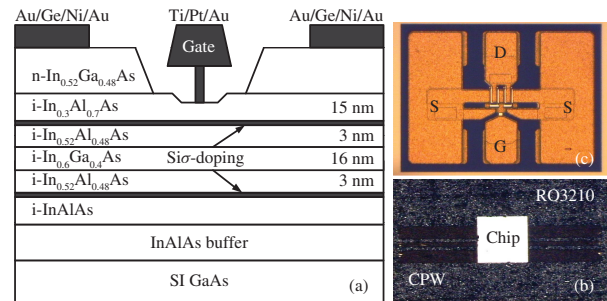 Au/Ge/Ni/Au Ti/Pt/Au Au/Ge/Ni/Au
Gate
n-In0.52Ga0.48As
i-In0.3Al0.7As 15 nm
i-In0.52Al0.48As 3 nm
i-In0.6Ga0.4As Siσ-doping 16 nm
i-In0.52Al0.48As 3 nm
i-InAlAs
InAlAs buffer
SI GaAs (a)
D
S S
G
(c)
RO3210
Chip
CPW (b)